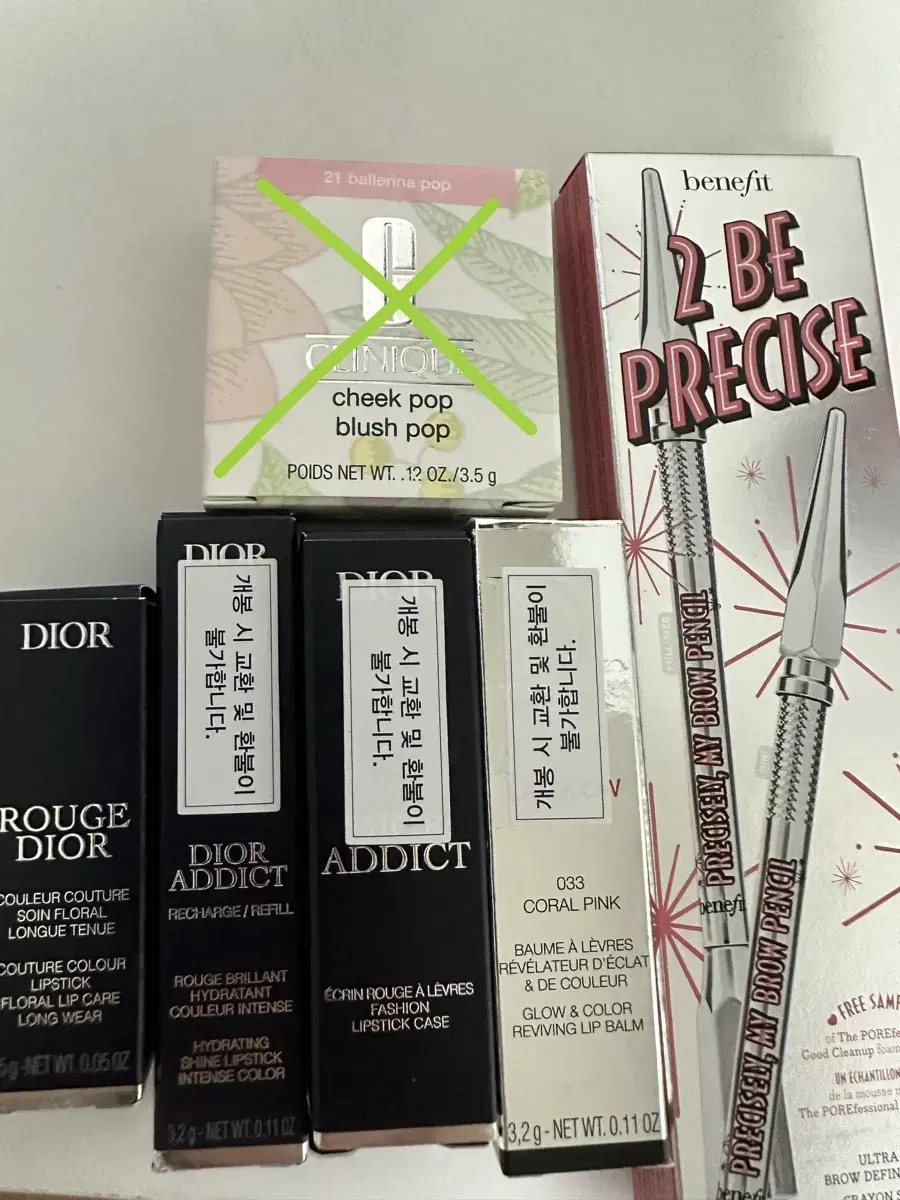 21 ballerina pop
CLINIQUE
cheek pop
blush pop
POIDS NET WT. .12 OZ./3.5 g
benefit
2 BE
PRECISE
PRECISELY, MY BROW PENCIL
benefit
PRECISELY, MY BROW PENCIL
benefit
FULL-SIZE
FREE
of The
Good Cleanup
UN
de la mousse
The POREfessional
ULTRA
BROW
CRAYON
DIOR
ROUGE
DIOR
COULEUR COUTURE
SOIN FLORAL
LONGUE TENUE
COUTURE COLOUR
LIPSTICK
FLORAL LIP CARE
LONG WEAR
NET WT. 0.05 OZ
DIOR
개봉 시 교환 및 환불이
불가합니다.
DIOR
ADDICT
RECHARGE / REFILL
ROUGE BRILLANT
HYDRATANT
COULEUR INTENSE
HYDRATING
SHINE LIPSTICK
INTENSE COLOR
3,2 g - NET WT. 0.11 OZ
DIOR
개봉 시 교환 및 환불이
불가합니다.
ADDICT
ÉCRIN ROUGE À LÈVRES
FASHION
LIPSTICK CASE
개봉 시 교환 및 환불이
불가합니다.
033
CORAL PINK
BAUME À LÈVRES
RÉVÉLATEUR D'ÉCLAT
& DE COULEUR
GLOW & COLOR
REVIVING LIP BALM
3,2 g - NET WT. 0.11 OZ